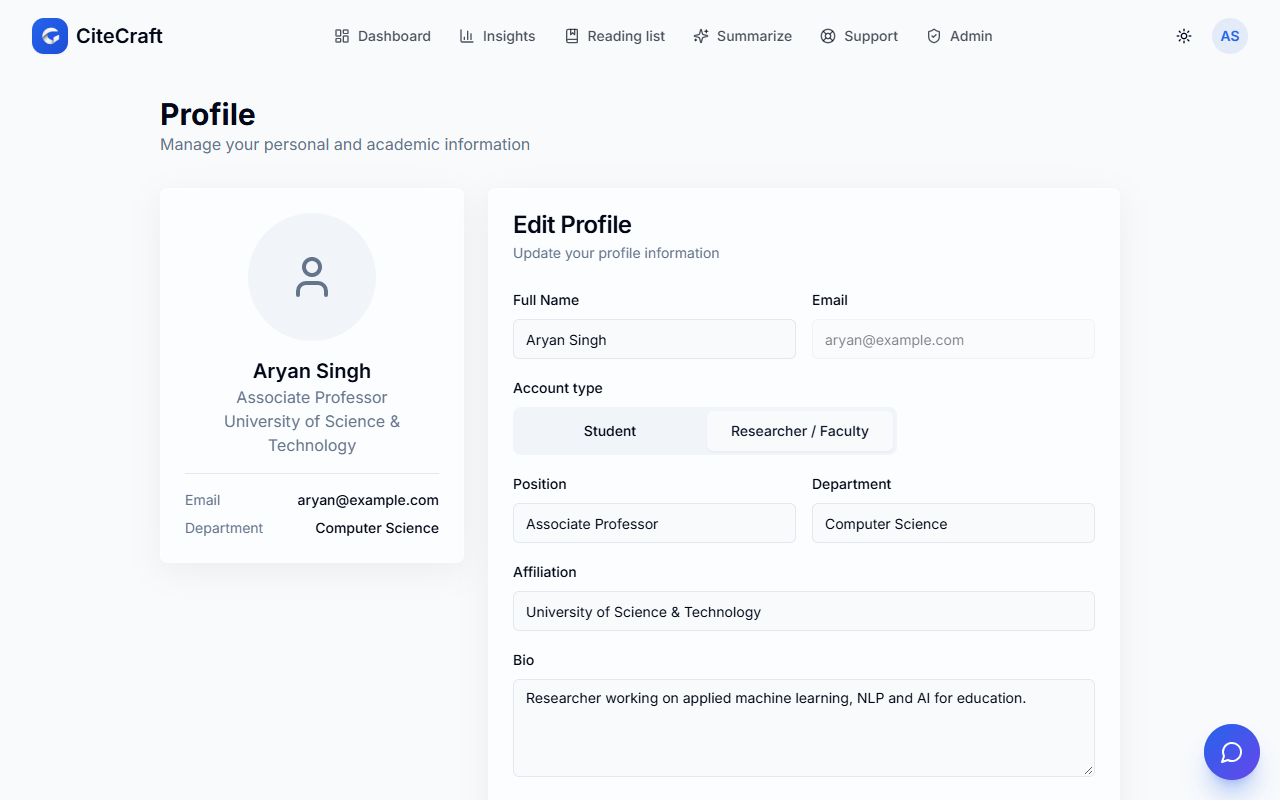 CiteCraft
Dashboard
Insights
Reading list
Summarize
Support
Admin
AS
Profile
Manage your personal and academic information
Aryan Singh
Associate Professor
University of Science &
Technology
Email aryan@example.com
Department Computer Science
Edit Profile
Update your profile information
Full Name
Aryan Singh
Email
aryan@example.com
Account type
Student
Researcher / Faculty
Position
Associate Professor
Department
Computer Science
Affiliation
University of Science & Technology
Bio
Researcher working on applied machine learning, NLP and AI for education.